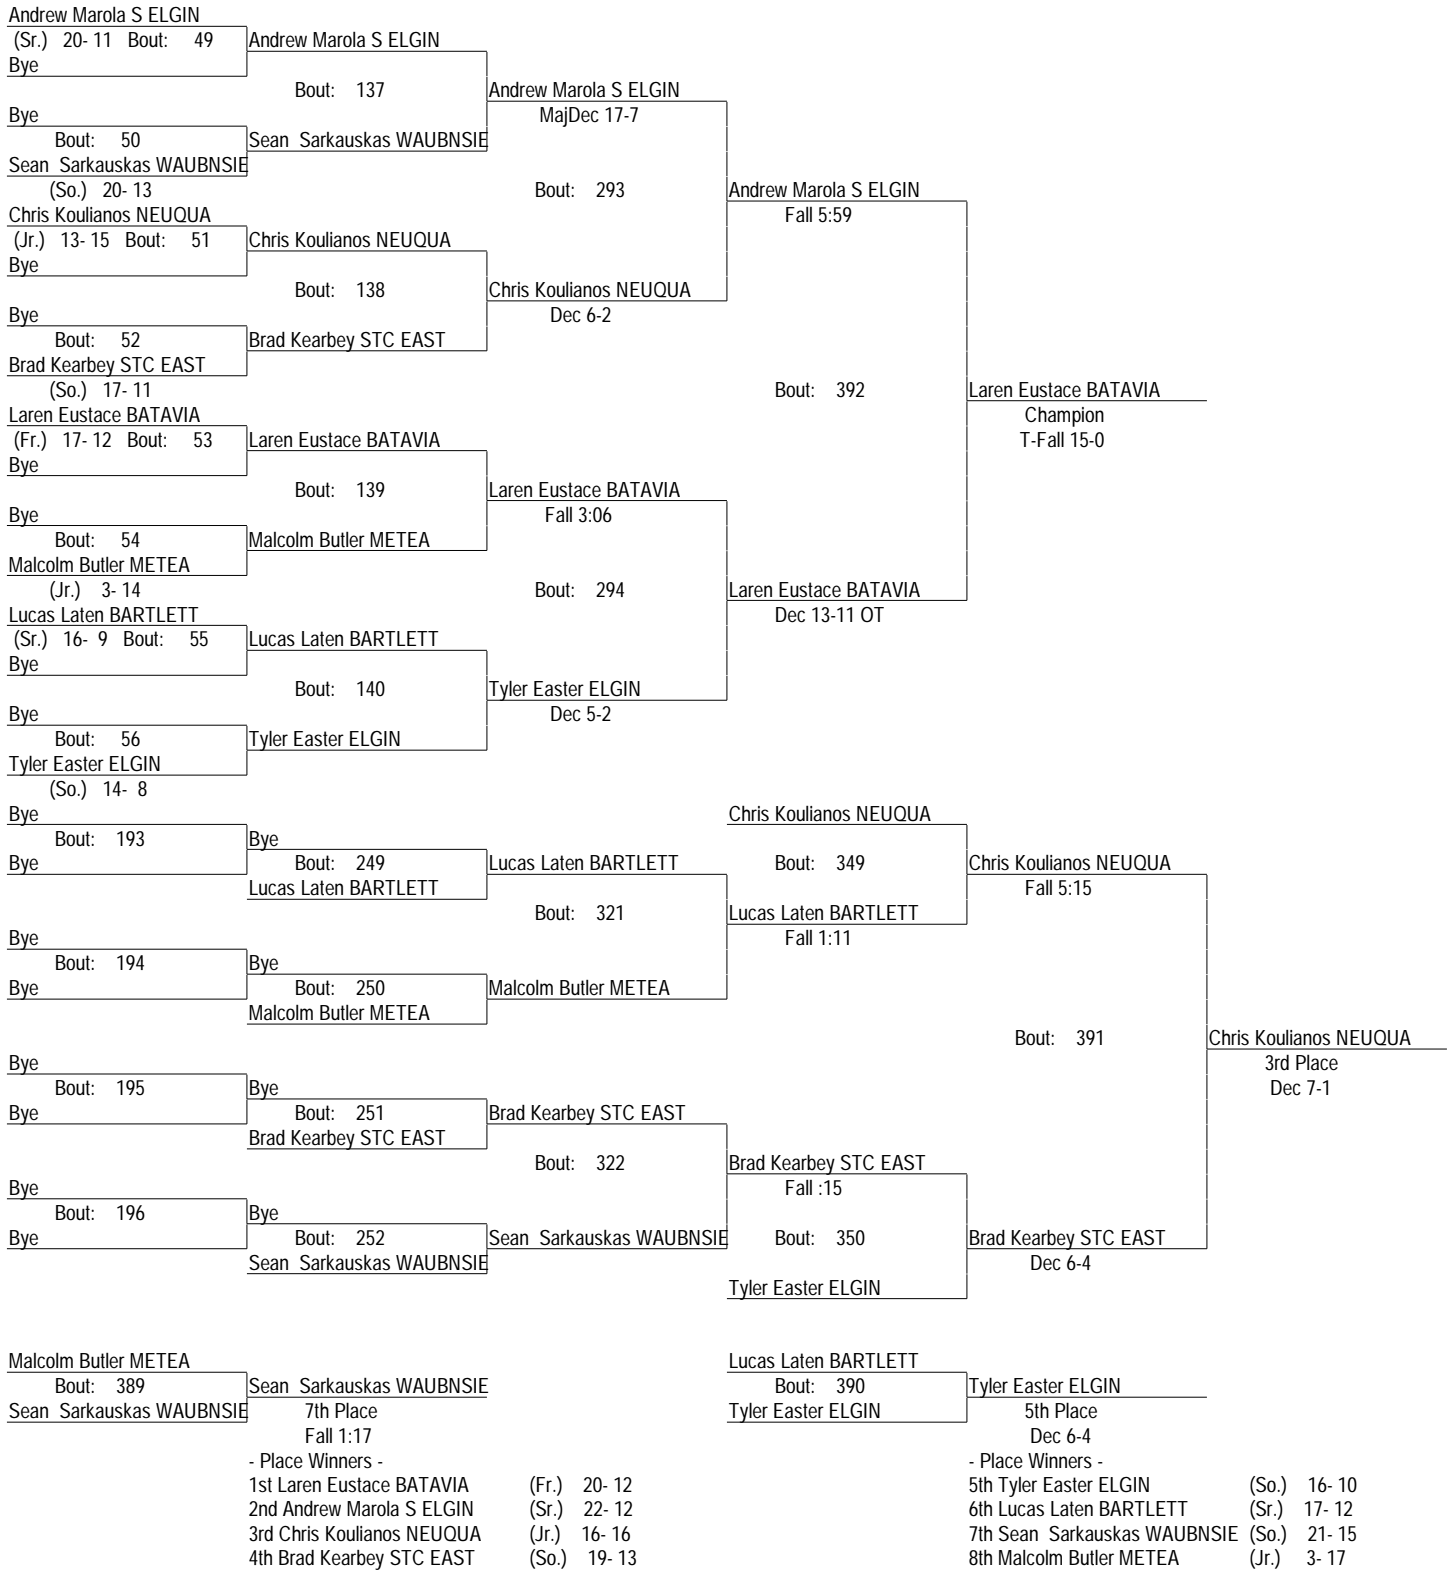 Andrew Marola S ELGIN
(Sr.) 20- 11 Bout: 49 Andrew Marola S ELGIN
Bye
Bout: 137 Andrew Marola S ELGIN
Bye MajDec 17-7
Bout: 50 Sean Sarkauskas WAUBNSIE
Sean Sarkauskas WAUBNSIE
(So.) 20- 13 Bout: 293 Andrew Marola S ELGIN
Chris Koulianos NEUQUA Fall 5:59
(Jr.) 13- 15 Bout: 51 Chris Koulianos NEUQUA
Bye
Bout: 138 Chris Koulianos NEUQUA
Bye Dec 6-2
Bout: 52 Brad Kearbey STC EAST
Brad Kearbey STC EAST
(So.) 17- 11 Bout: 392 Laren Eustace BATAVIA
Laren Eustace BATAVIA Champion
(Fr.) 17- 12 Bout: 53 Laren Eustace BATAVIA T-Fall 15-0
Bye
Bout: 139 Laren Eustace BATAVIA
Bye Fall 3:06
Bout: 54 Malcolm Butler METEA
Malcolm Butler METEA
(Jr.) 3- 14 Bout: 294 Laren Eustace BATAVIA
Lucas Laten BARTLETT Dec 13-11 OT
(Sr.) 16- 9 Bout: 55 Lucas Laten BARTLETT
Bye
Bout: 140 Tyler Easter ELGIN
Bye Dec 5-2
Bout: 56 Tyler Easter ELGIN
Tyler Easter ELGIN
(So.) 14- 8
Bye Chris Koulianos NEUQUA
Bout: 193 Bye
Bye Bout: 249 Lucas Laten BARTLETT Bout: 349 Chris Koulianos NEUQUA
Lucas Laten BARTLETT Fall 5:15
Bout: 321 Lucas Laten BARTLETT
Bye Fall 1:11
Bout: 194 Bye
Bye Bout: 250 Malcolm Butler METEA
Malcolm Butler METEA
Bout: 391 Chris Koulianos NEUQUA
Bye 3rd Place
Bout: 195 Bye Dec 7-1
Bye Bout: 251 Brad Kearbey STC EAST
Brad Kearbey STC EAST
Bout: 322 Brad Kearbey STC EAST
Bye Fall :15
Bout: 196 Bye
Bye Bout: 252 Sean Sarkauskas WAUBNSIE Bout: 350 Brad Kearbey STC EAST
Sean Sarkauskas WAUBNSIE Dec 6-4
Tyler Easter ELGIN
Malcolm Butler METEA Lucas Laten BARTLETT
Bout: 389 Sean Sarkauskas WAUBNSIE Bout: 390 Tyler Easter ELGIN
Sean Sarkauskas WAUBNSIE 7th Place Tyler Easter ELGIN 5th Place
Fall 1:17 Dec 6-4
- Place Winners - - Place Winners -
1st Laren Eustace BATAVIA (Fr.) 20- 12 5th Tyler Easter ELGIN (So.) 16- 10
2nd Andrew Marola S ELGIN (Sr.) 22- 12 6th Lucas Laten BARTLETT (Sr.) 17- 12
3rd Chris Koulianos NEUQUA (Jr.) 16- 16 7th Sean Sarkauskas WAUBNSIE (So.) 21- 15
4th Brad Kearbey STC EAST (So.) 19- 13 8th Malcolm Butler METEA (Jr.) 3- 17